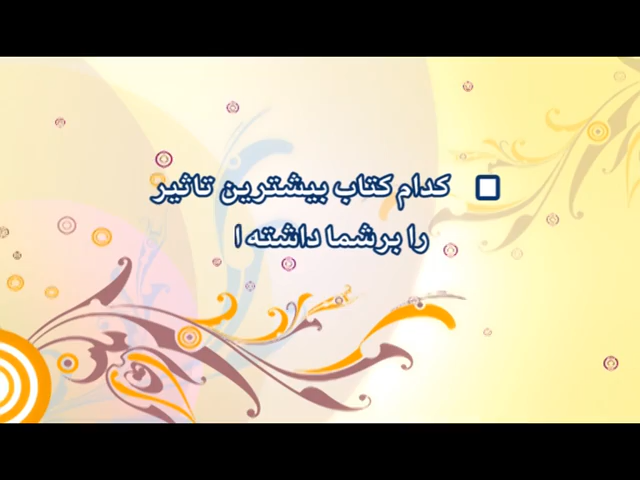 کدام کتاب بیشترین تاثیر
را برشما داشته ا